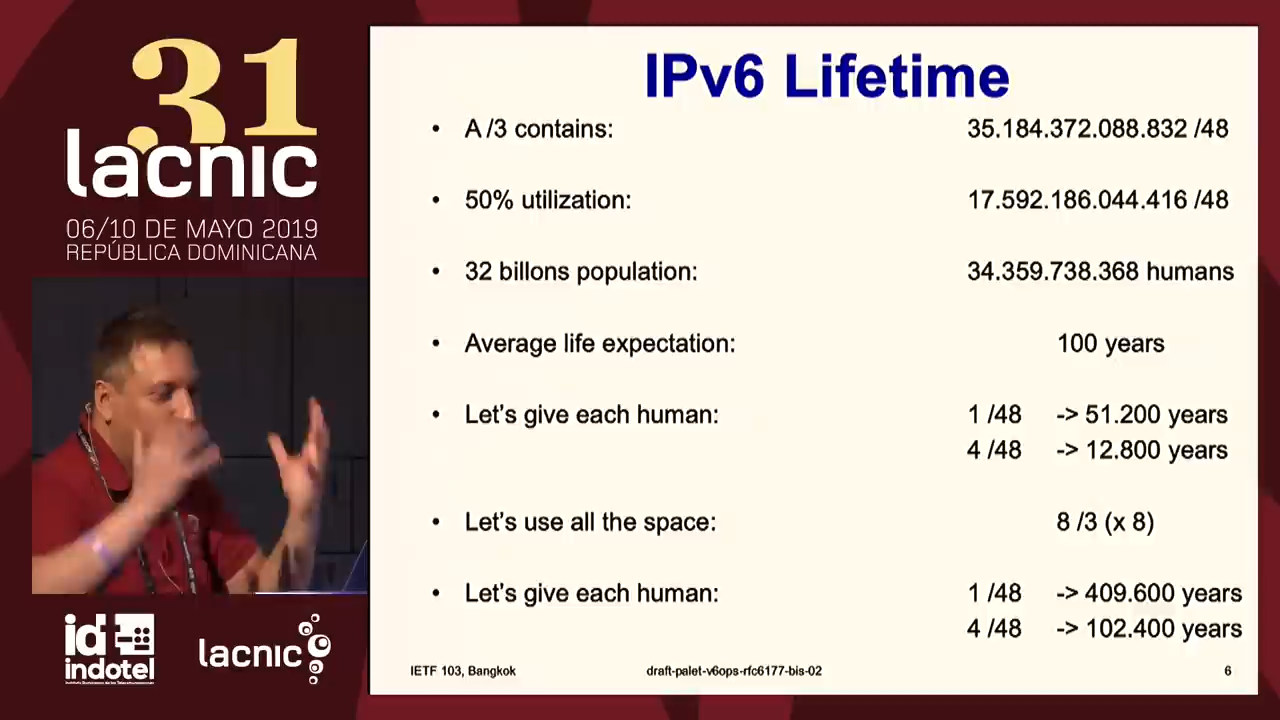 31
lacnic
06/10 DE MAYO 2019
REPÚBLICA DOMINICANA
IPv6 Lifetime
• A /3 contains: 35.184.372.088.832 /48
• 50% utilization: 17.592.186.044.416 /48
• 32 billons population: 34.359.738.368 humans
• Average life expectation: 100 years
• Let's give each human: 1 /48 -> 51.200 years
4 /48 -> 12.800 years
• Let's use all the space: 8 /3 (x 8)
• Let's give each human: 1 /48 -> 409.600 years
4 /48 -> 102.400 years
IETF 103, Bangkok draft-palet-v6ops-rfc6177-bis-02 6
idt
indotel
lacnic